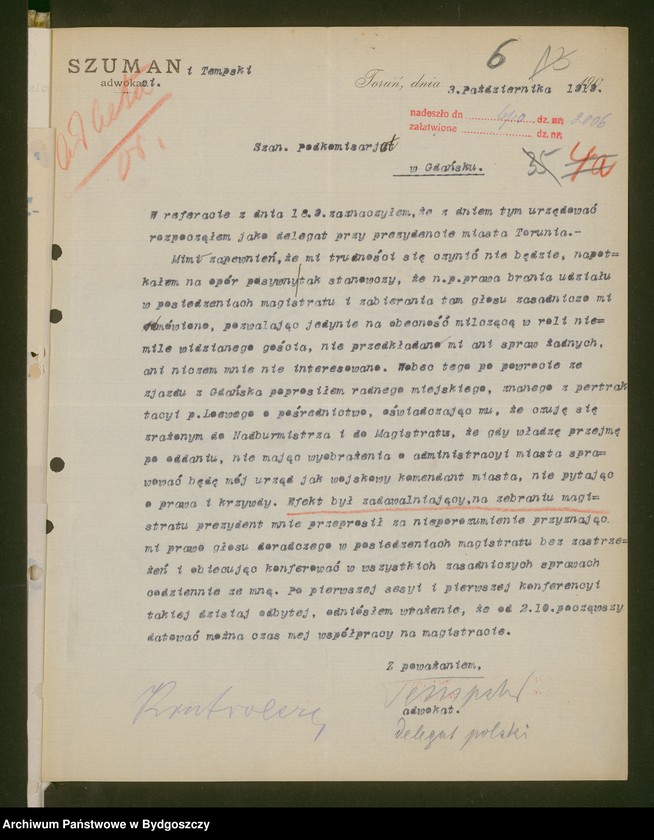 6
SZUMAN i Tempski
adwokaci.
Toruń, dnia 3.Października 1919.
ad acta
nadeszło dn dz. nr. 2006
załatwione dz. nr.
35 4a
Szan. Podkomisarjat
w Gdańsku.
W referacie z dnia 18.9.zaznaczyłem,że z dniem tym urzędować
rozpocząłem jako delegat przy prezydencie miasta Torunia.-
Mimo zapewnień,że mi trudności się czynić nie będzie, napot-
kałem na opór pasywny tak stanowczy, że n.p.prawa brania udziału
w posiedzeniach magistratu i zabierania tam głosu zasadniczo mi
odmówiono, pozwalając jedynie na obecność milczącą w roli nie=
mile widzianego gościa, nie przedkładano mi ani spraw żadnych,
ani niczem mnie nie interesowano. Wobec tego po powrocie ze
zjazdu z Gdańska poprosiłem radnego miejskiego, znanego z pertrak
tacyi p.Loewego o pośrednictwo, oświadczając mu, że czuję się
zrażonym do Nadburmistrza i do Magistratu, że gdy władzę przejmę
po oddaniu, nie mając wyobrażenia o administracyi miasta spra-
wować będę mój urząd jak wojskowy komendant miasta, nie pytając
o prawa i krzywdy. Efekt był zadawalniający,na zebraniu magi=
stratu prezydent mnie przeprosił za nieporozumienie przyznając
mi prawo głosu doradczego w posiedzeniach magistratu bez zastrze-
żeń i obiecując konferować w wszystkich zasadniczych sprawach
codziennie ze mną. Po pierwszej sesyi i pierwszej konferencyi
takiej dzisiaj odbytej, odniósłem wrażenie, że od 2.10.począwszy
datować można czas mej współpracy na magistracie.
Z poważaniem,
Tempski
adwokat.
delegat polski
Archiwum Państwowe w Bydgoszczy